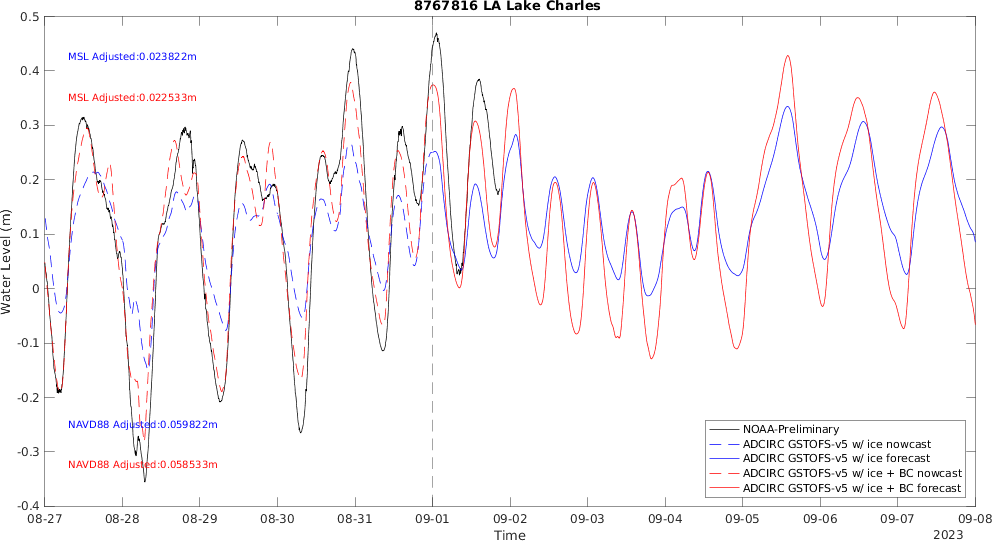 8767816 LA Lake Charles
0.5
0.4
0.3
0.2
0.1
0
-0.1
-0.2
-0.3
-0.4
Water Level (m)
MSL Adjusted:0.023822m
MSL Adjusted:0.022533m
NAVD88 Adjusted:0.059822m
NAVD88 Adjusted:0.058533m
NOAA-Preliminary
ADCIRC GSTOFS-v5 w/ ice nowcast
ADCIRC GSTOFS-v5 w/ ice forecast
ADCIRC GSTOFS-v5 w/ ice + BC nowcast
ADCIRC GSTOFS-v5 w/ ice + BC forecast
08-27 08-28 08-29 08-30 08-31 09-01 09-02 09-03 09-04 09-05 09-06 09-07 09-08
Time
2023